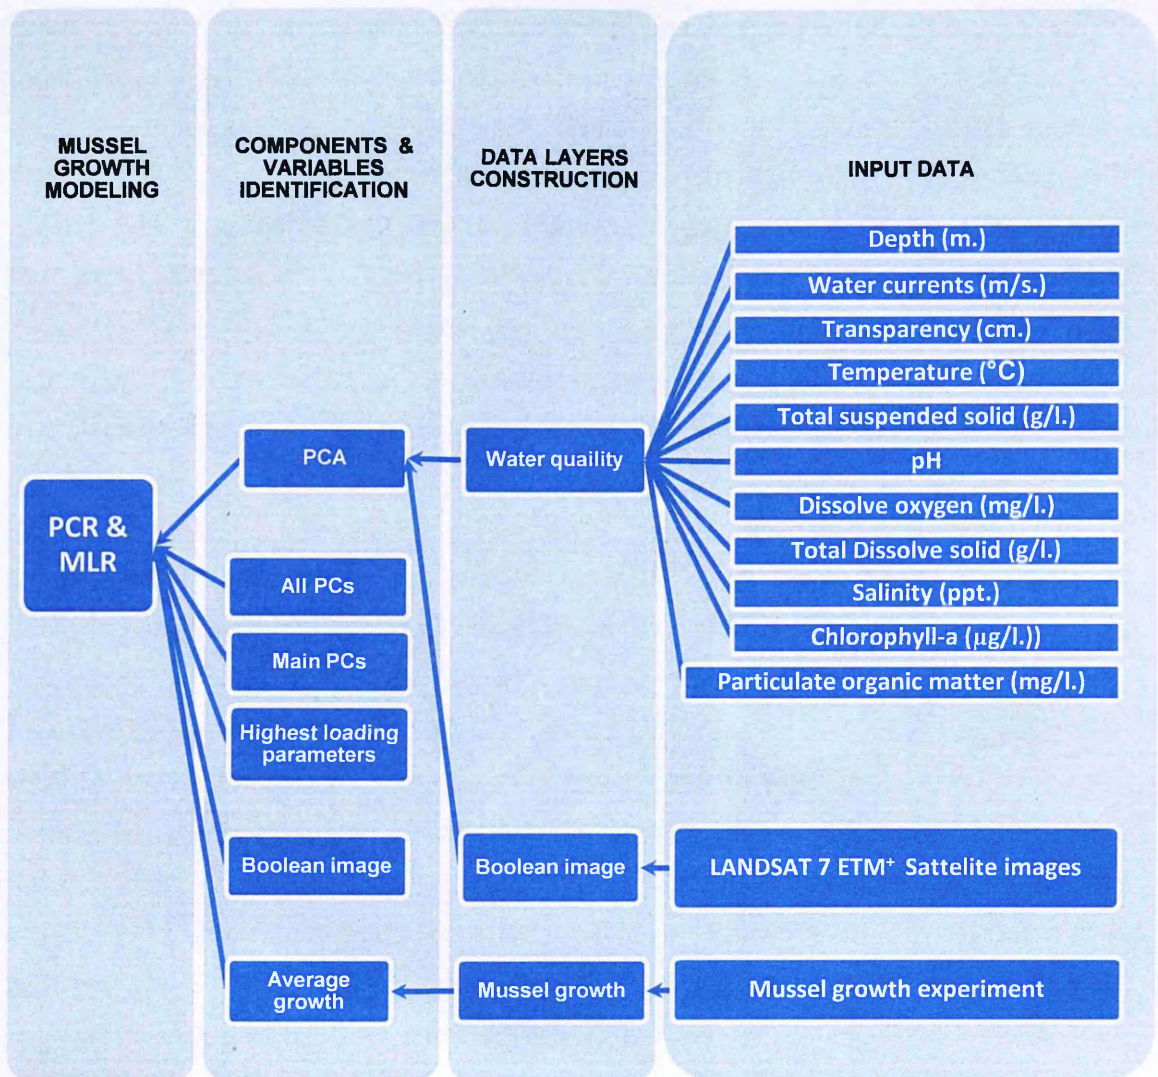 MUSSEL
GROWTH
MODELING
COMPONENTS &
VARIABLES
IDENTIFICATION
DATA LAYERS
CONSTRUCTION
INPUT DATA
Depth (m.)
Water currents (m/s.)
Transparency (cm.)
Temperature (°C)
Total suspended solid (g/l.)
pH
Dissolve oxygen (mg/l.)
Total Dissolve solid (g/l.)
Salinity (ppt.)
Chlorophyll-a (µg/l.))
Particulate organic matter (mg/l.)
Water quaility
PCA
PCR &
MLR
All PCs
Main PCs
Highest loading
parameters
Boolean image
Boolean image
LANDSAT 7 ETM⁺ Sattelite images
Average
growth
Mussel growth
Mussel growth experiment